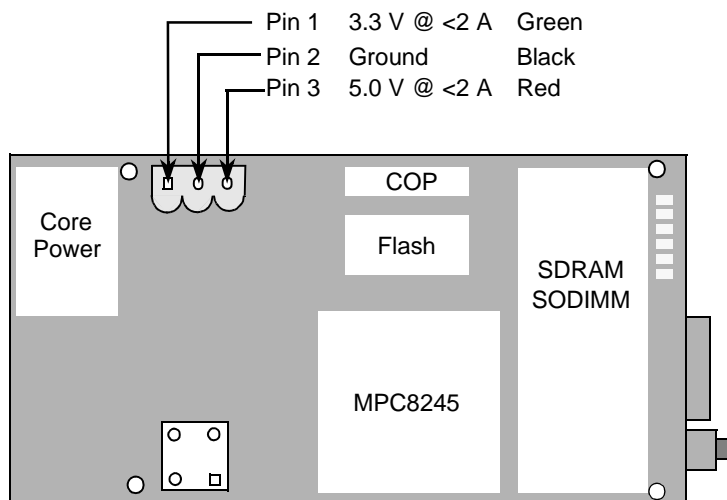 Pin 1 3.3 V @ <2 A Green
Pin 2 Ground Black
Pin 3 5.0 V @ <2 A Red
COP
Core
Power
Flash
SDRAM
SODIMM
MPC8245